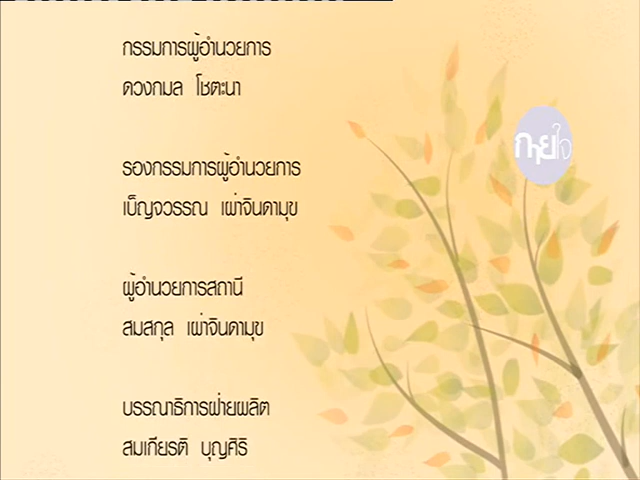 กรรมการผู้อำนวยการ
ดวงกมล โชตะนา
กายใจ
รองกรรมการผู้อำนวยการ
เบ็ญจวรรณ เผ่าจินดามุข
ผู้อำนวยการสถานี
สมสกุล เผ่าจินดามุข
บรรณาธิการฝ่ายผลิต
สมเกียรติ บุญศิริ